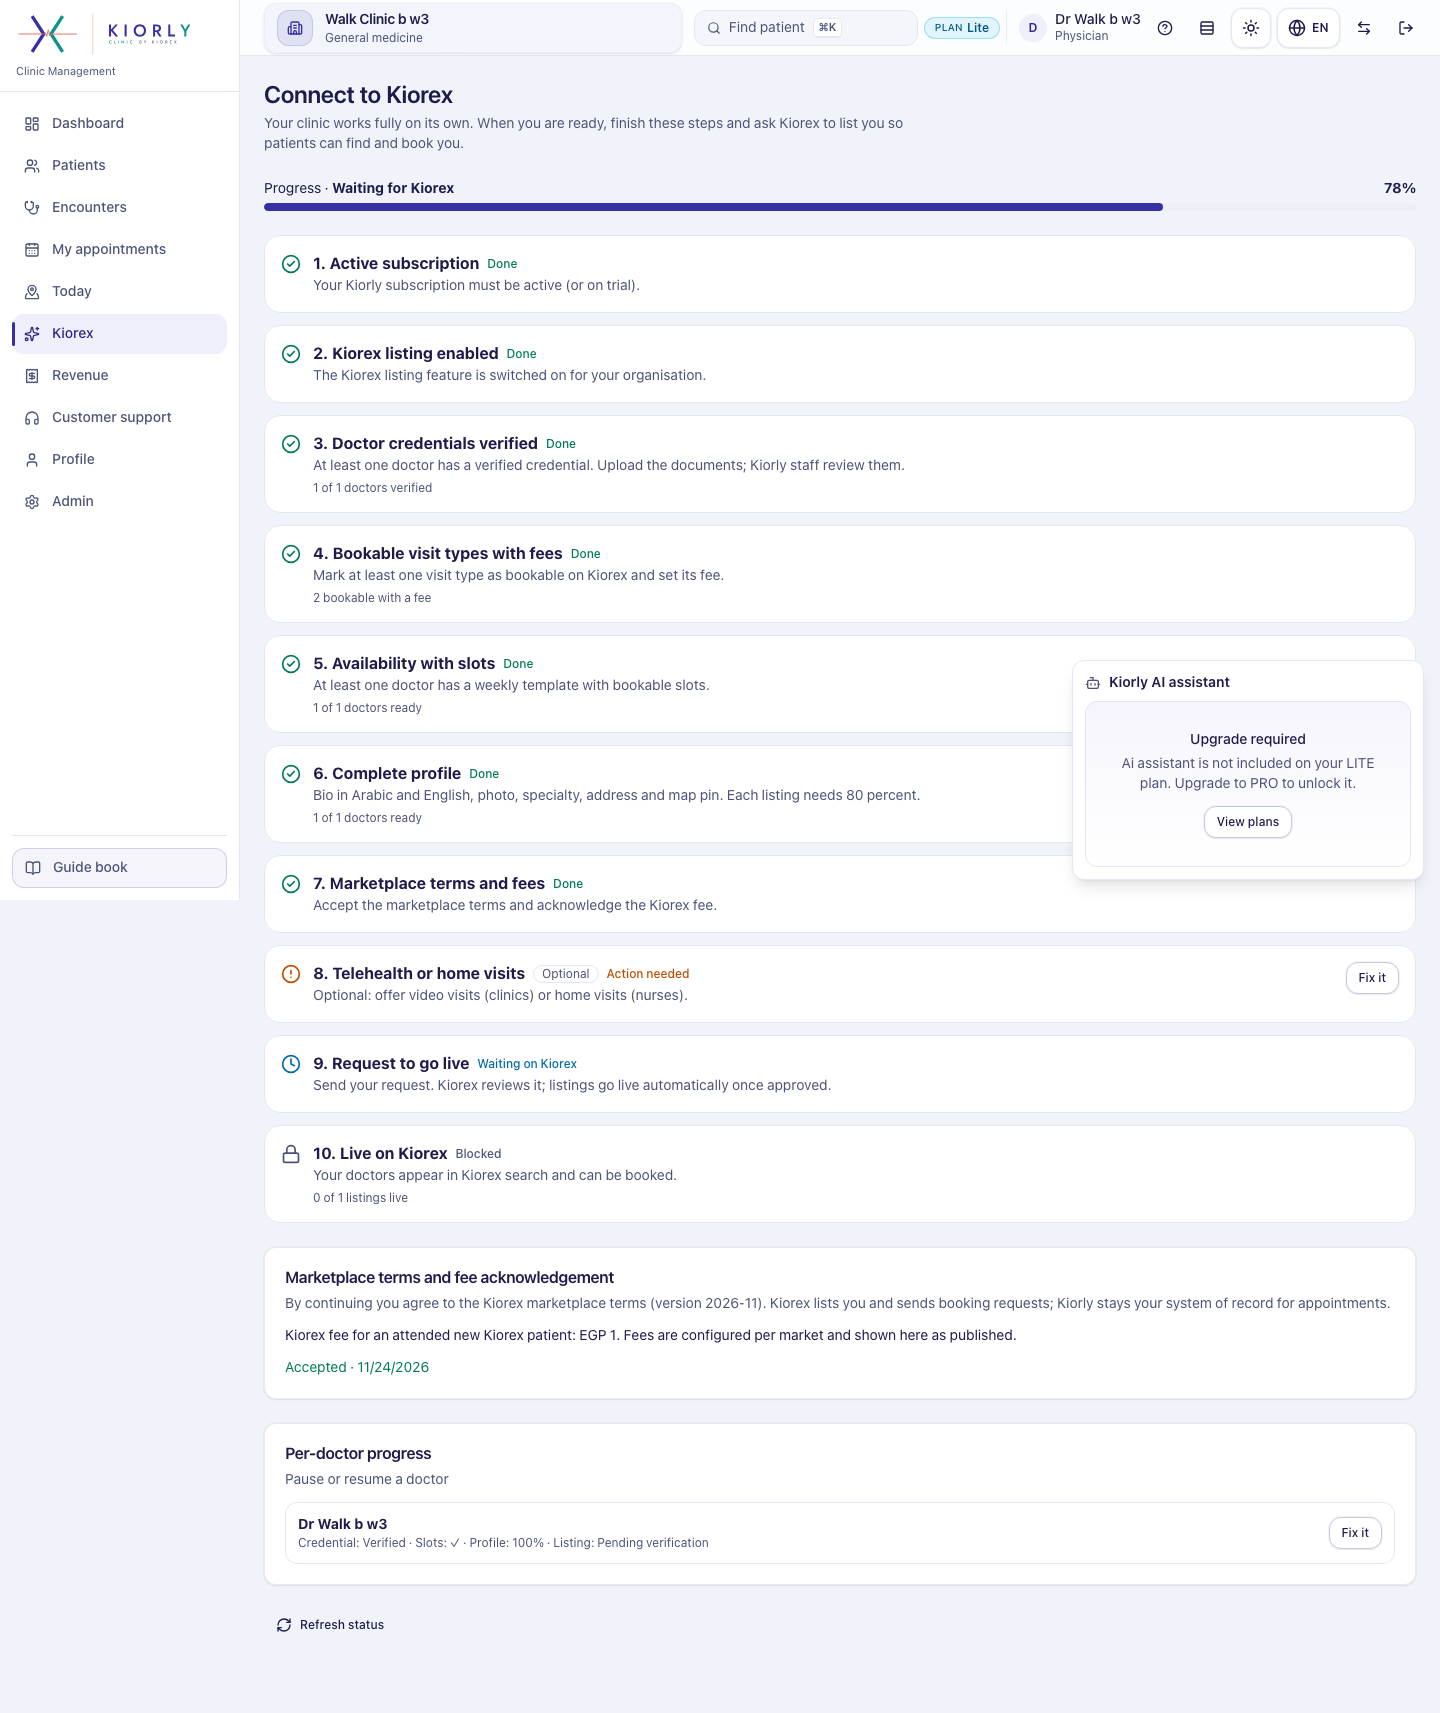 KIORLY
CLINIC BY KIOREX
Clinic Management
Dashboard
Patients
Encounters
My appointments
Today
Kiorex
Revenue
Customer support
Profile
Admin
Guide book
Walk Clinic b w3
General medicine
Find patient ⌘K
PLAN Lite
D
Dr Walk b w3
Physician
EN
Connect to Kiorex
Your clinic works fully on its own. When you are ready, finish these steps and ask Kiorex to list you so
patients can find and book you.
Progress · Waiting for Kiorex 78%
1. Active subscription Done
Your Kiorly subscription must be active (or on trial).
2. Kiorex listing enabled Done
The Kiorex listing feature is switched on for your organisation.
3. Doctor credentials verified Done
At least one doctor has a verified credential. Upload the documents; Kiorly staff review them.
1 of 1 doctors verified
4. Bookable visit types with fees Done
Mark at least one visit type as bookable on Kiorex and set its fee.
2 bookable with a fee
5. Availability with slots Done
At least one doctor has a weekly template with bookable slots.
1 of 1 doctors ready
6. Complete profile Done
Bio in Arabic and English, photo, specialty, address and map pin. Each listing needs 80 percent.
1 of 1 doctors ready
7. Marketplace terms and fees Done
Accept the marketplace terms and acknowledge the Kiorex fee.
8. Telehealth or home visits Optional Action needed
Optional: offer video visits (clinics) or home visits (nurses).
Fix it
9. Request to go live Waiting on Kiorex
Send your request. Kiorex reviews it; listings go live automatically once approved.
10. Live on Kiorex Blocked
Your doctors appear in Kiorex search and can be booked.
0 of 1 listings live
Kiorly AI assistant
Upgrade required
Ai assistant is not included on your LITE
plan. Upgrade to PRO to unlock it.
View plans
Marketplace terms and fee acknowledgement
By continuing you agree to the Kiorex marketplace terms (version 2026-11). Kiorex lists you and sends booking requests; Kiorly stays your system of record for appointments.
Kiorex fee for an attended new Kiorex patient: EGP 1. Fees are configured per market and shown here as published.
Accepted · 11/24/2026
Per-doctor progress
Pause or resume a doctor
Dr Walk b w3
Credential: Verified · Slots: ✓ · Profile: 100% · Listing: Pending verification
Fix it
Refresh status